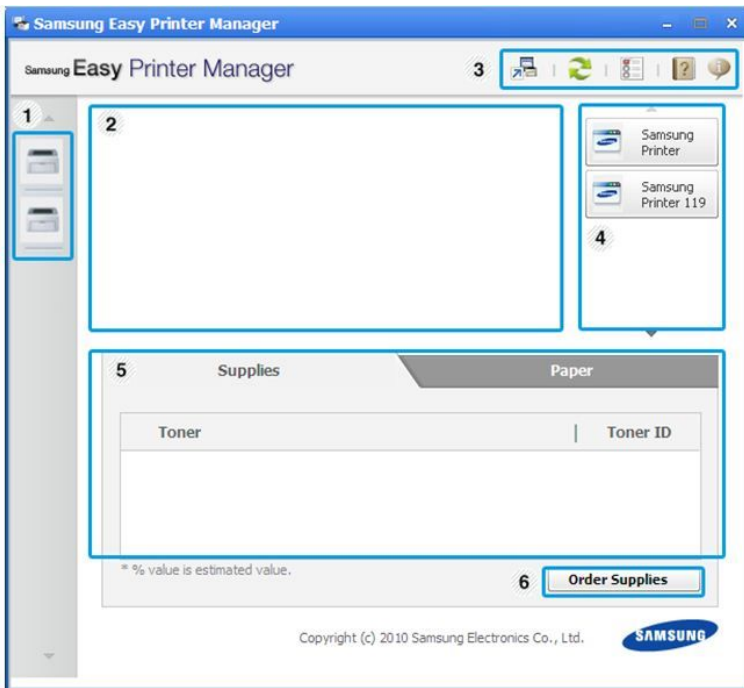 Samsung Easy Printer Manager
Samsung Easy Printer Manager
3
1
2
Samsung
Printer
Samsung
Printer 119
4
5
Supplies
Paper
Toner
Toner ID
* % value is estimated value.
6
Order Supplies
Copyright (c) 2010 Samsung Electronics Co., Ltd.
SAMSUNG